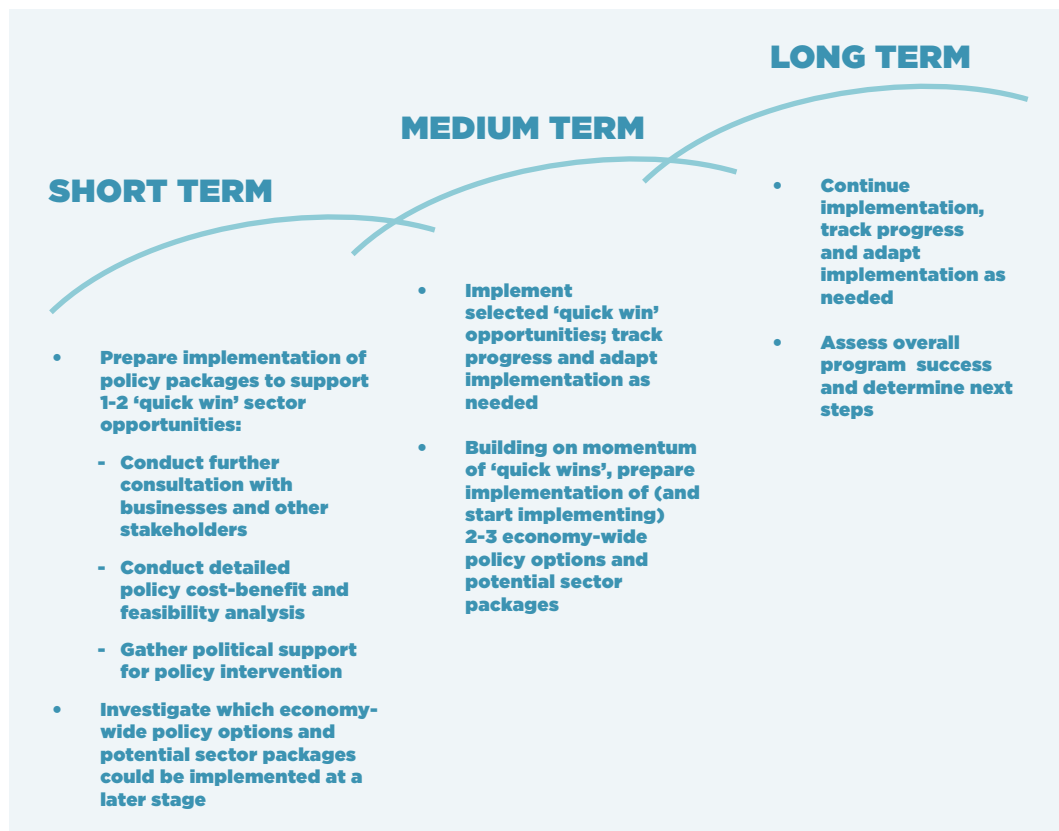 SHORT TERM
• Prepare implementation of
policy packages to support
1-2 ‘quick win’ sector
opportunities:
- Conduct further
consultation with
businesses and other
stakeholders
- Conduct detailed
policy cost-benefit and
feasibility analysis
- Gather political support
for policy intervention
• Investigate which economy-
wide policy options and
potential sector packages
could be implemented at a
later stage
MEDIUM TERM
• Implement
selected ‘quick win’
opportunities; track
progress and adapt
implementation as
needed
• Building on momentum
of ‘quick wins’, prepare
implementation of (and
start implementing)
2-3 economy-wide
policy options and
potential sector
packages
LONG TERM
• Continue
implementation,
track progress
and adapt
implementation as
needed
• Assess overall
program  success
and determine next
steps